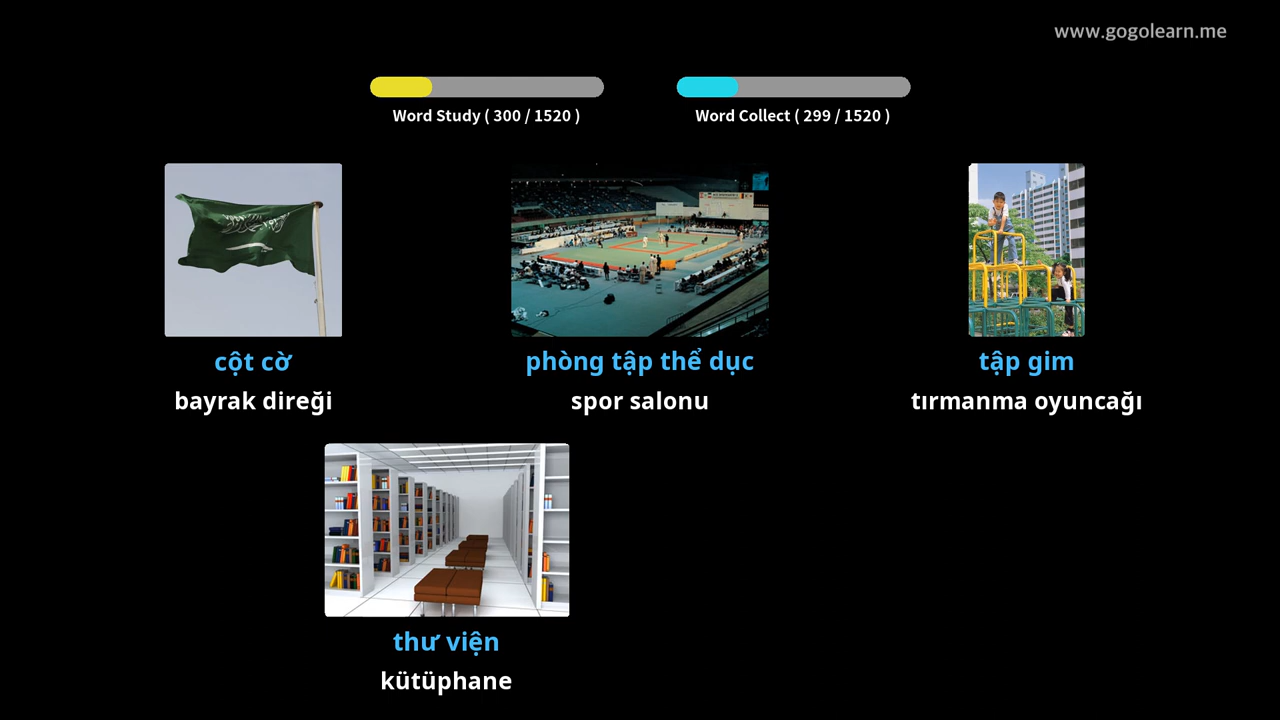 www.gogolearn.me
Word Study ( 300 / 1520 )
Word Collect ( 299 / 1520 )
cột cờ
bayrak direği
phòng tập thể dục
spor salonu
tập gim
tırmanma oyuncağı
thư viện
kütüphane